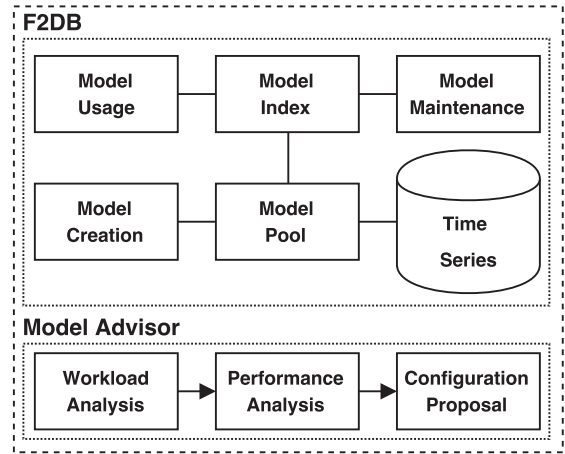 F2DB
Model
Usage
Model
Index
Model
Maintenance
Model
Creation
Model
Pool
Time
Series
Model Advisor
Workload
Analysis
Performance
Analysis
Configuration
Proposal